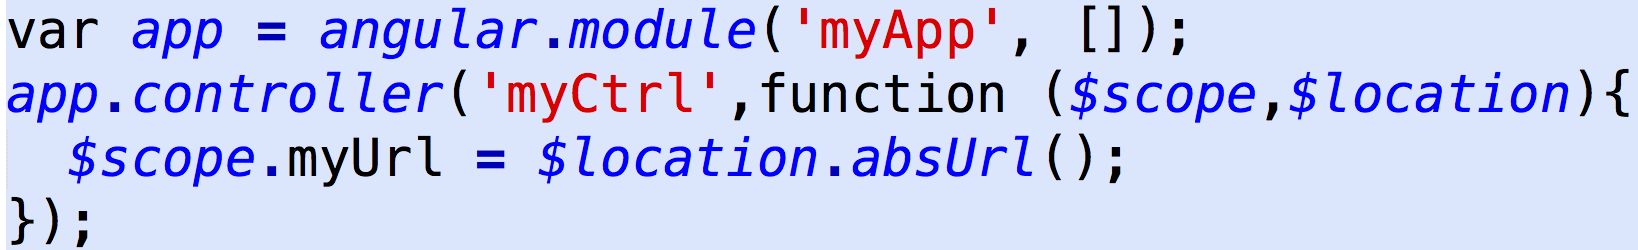 var app = angular.module('myApp', []);
app.controller('myCtrl',function ($scope,$location){
  $scope.myUrl = $location.absUrl();
});